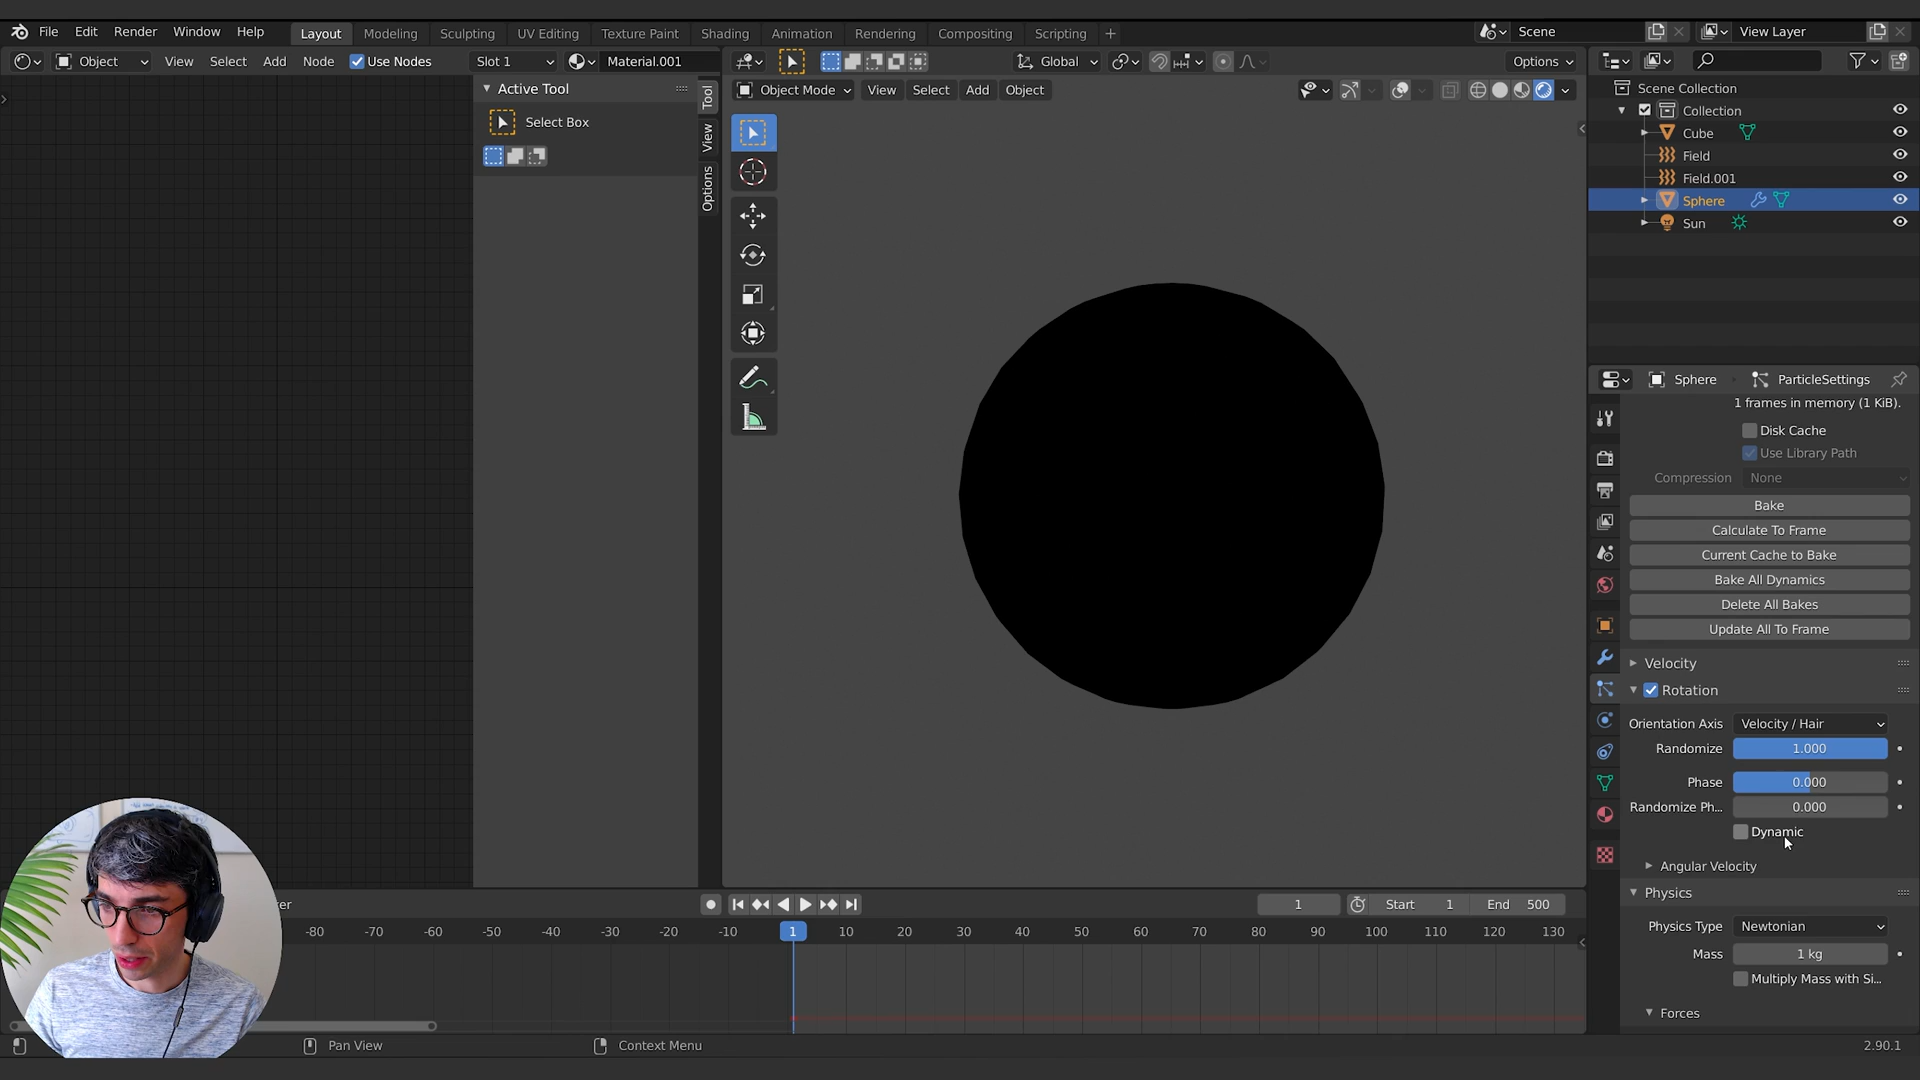 File Edit Render Window Help Layout Modeling Sculpting UV Editing Texture Paint Shading Animation Rendering Compositing Scripting + Scene View Layer
Object View Select Add Node Use Nodes Slot 1 Material.001 Global Options
Active Tool
Select Box
Tool
View
Options
Object Mode View Select Add Object
Scene Collection
Collection
Cube
Field
Field.001
Sphere
Sun
Sphere ParticleSettings
1 frames in memory (1 KiB).
Disk Cache
Use Library Path
Compression None
Bake
Calculate To Frame
Current Cache to Bake
Bake All Dynamics
Delete All Bakes
Update All To Frame
Velocity
Rotation
Orientation Axis Velocity / Hair
Randomize 1.000
Phase 0.000
Randomize Ph... 0.000
Dynamic
Angular Velocity
Physics
Physics Type Newtonian
Mass 1 kg
Multiply Mass with Si...
Forces
1 Start 1 End 500
-80 -70 -60 -50 -40 -30 -20 -10 1 10 20 30 40 50 60 70 80 90 100 110 120 130
Pan View Context Menu 2.90.1